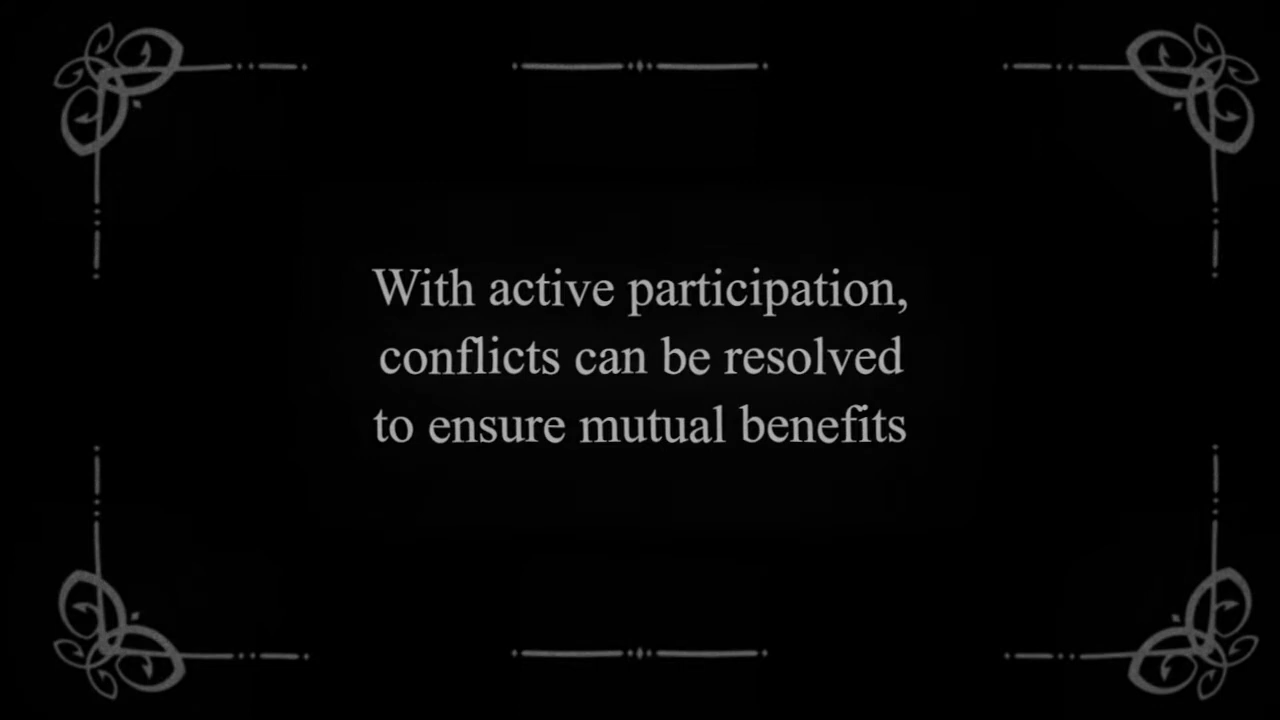 With active participation,
conflicts can be resolved
to ensure mutual benefits